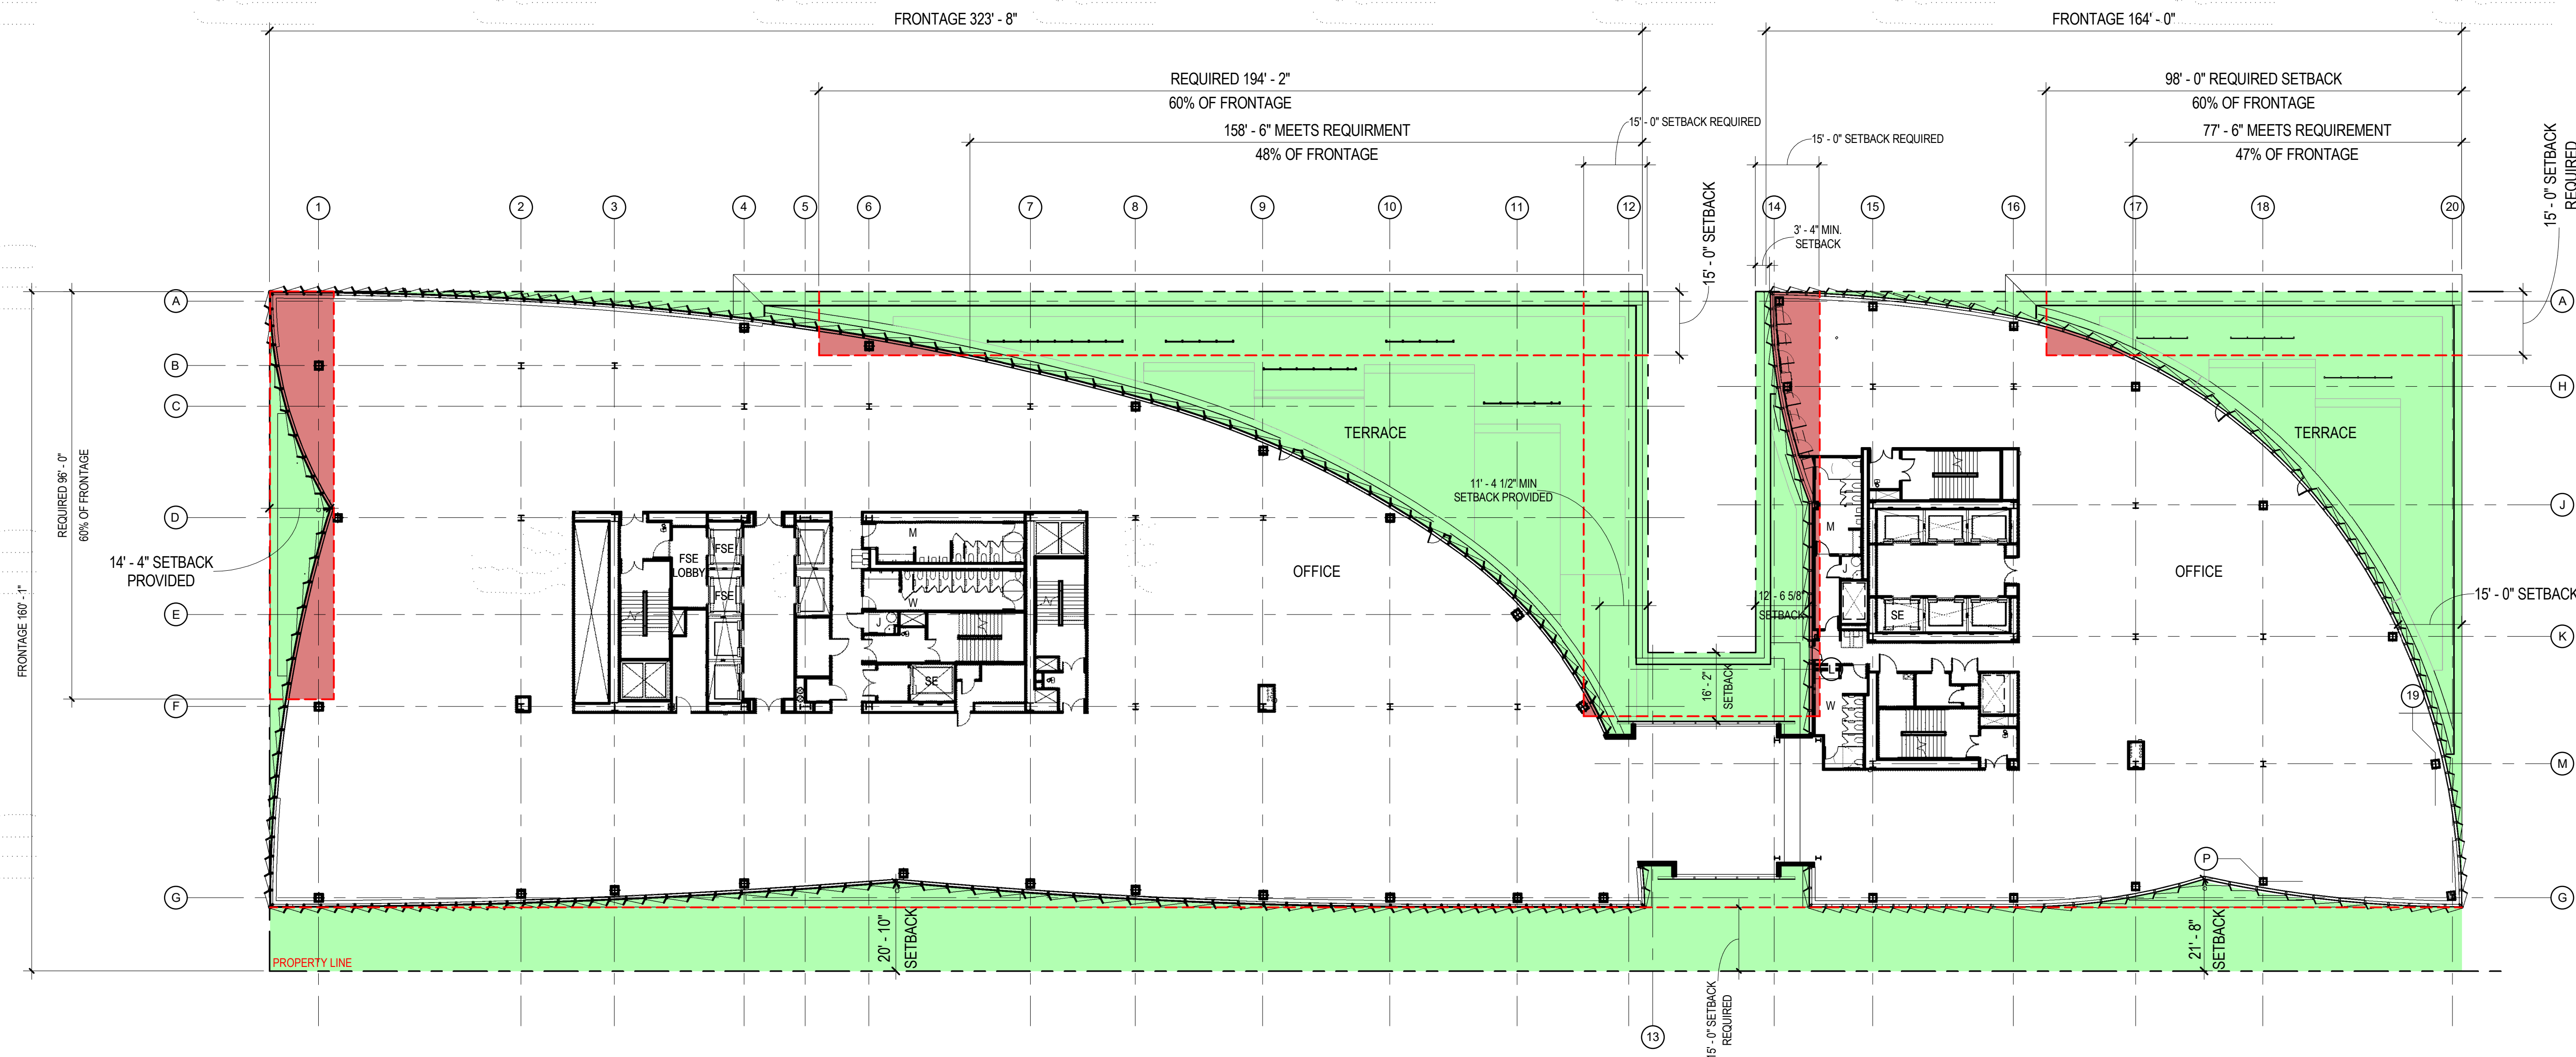 FRONTAGE 323' - 8"
FRONTAGE 164' - 0"
REQUIRED 194' - 2"
60% OF FRONTAGE
98' - 0" REQUIRED SETBACK
60% OF FRONTAGE
158' - 6" MEETS REQUIRMENT
48% OF FRONTAGE
15' - 0" SETBACK REQUIRED
15' - 0" SETBACK REQUIRED
77' - 6" MEETS REQUIREMENT
47% OF FRONTAGE
15' - 0" SETBACK
REQUIRED
15' - 0" SETBACK
1
2
3
4
5
6
7
8
9
10
11
12
14
15
16
17
18
20
3' - 4" MIN.
SETBACK
A
A
B
H
C
TERRACE
TERRACE
REQUIRED 96' - 0"
60% OF FRONTAGE
11' - 4 1/2" MIN
SETBACK PROVIDED
D
J
14' - 4" SETBACK
PROVIDED
FSE
FSE
LOBBY
FSE
M
W
J
SE
OFFICE
M
J
SE
OFFICE
FRONTAGE 160' - 1"
E
12' - 6 5/8"
SETBACK
15' - 0" SETBACK
K
L
16' - 2"
SETBACK
W
19
F
M
P
G
G
20' - 10"
SETBACK
21' - 8"
SETBACK
PROPERTY LINE
15' - 0" SETBACK
REQUIRED
13